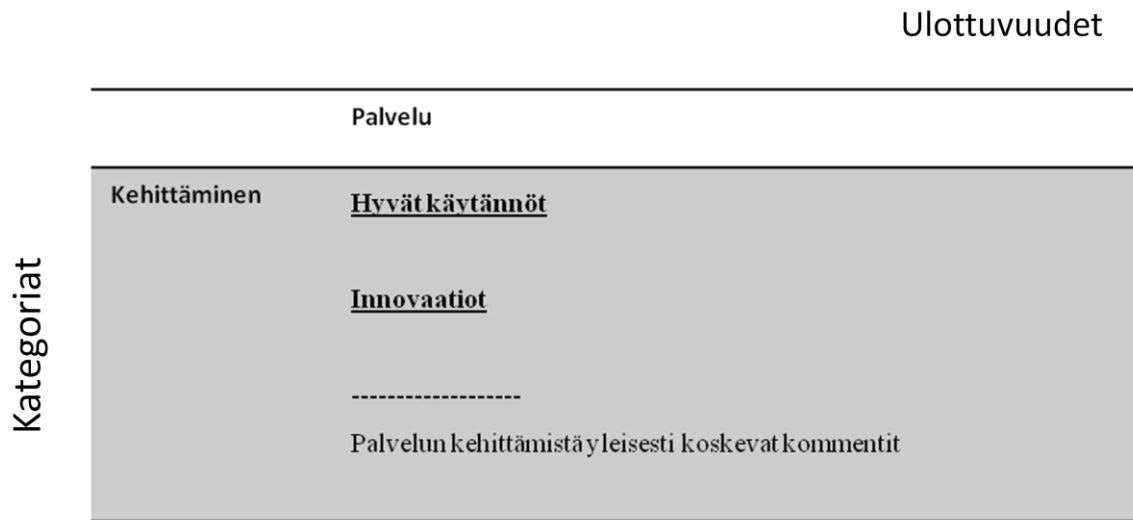 Ulottuvuudet
Palvelu
Kehittäminen
Hyvät käytännöt
Innovaatiot
-------------------
Palvelun kehittämistä yleisesti koskevat kommentit
Kategoriat